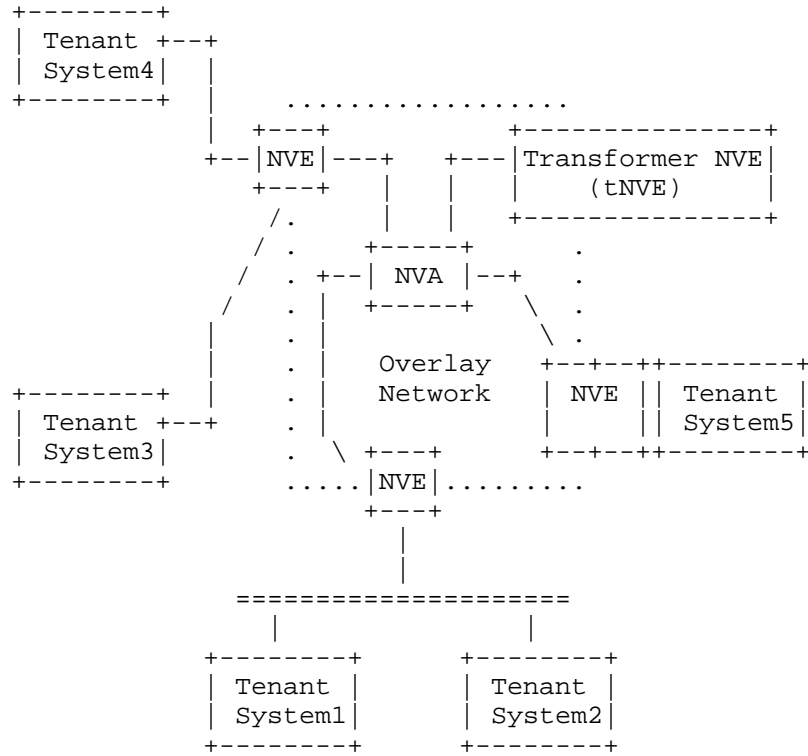 Tenant
System4
NVE
Transformer NVE
(tNVE)
NVA
Overlay
Network
NVE
Tenant
System5
Tenant
System3
NVE
Tenant
System1
Tenant
System2